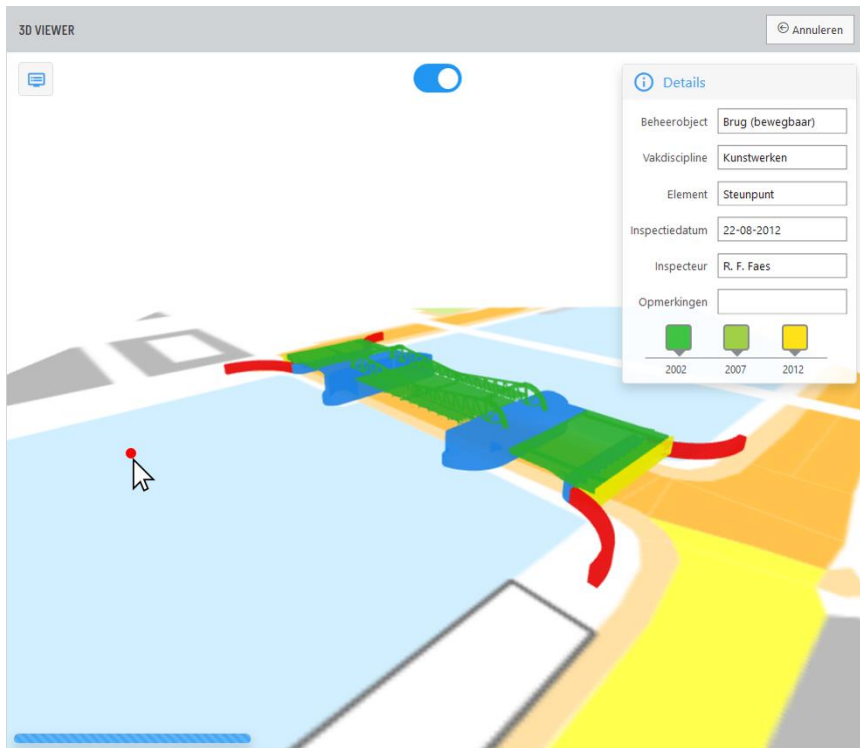 3D VIEWER
Annuleren
Details
Beheerobject Brug (bewegbaar)
Vakdiscipline Kunstwerken
Element Steunpunt
Inspectiedatum 22-08-2012
Inspecteur R. F. Faes
Opmerkingen
2002 2007 2012